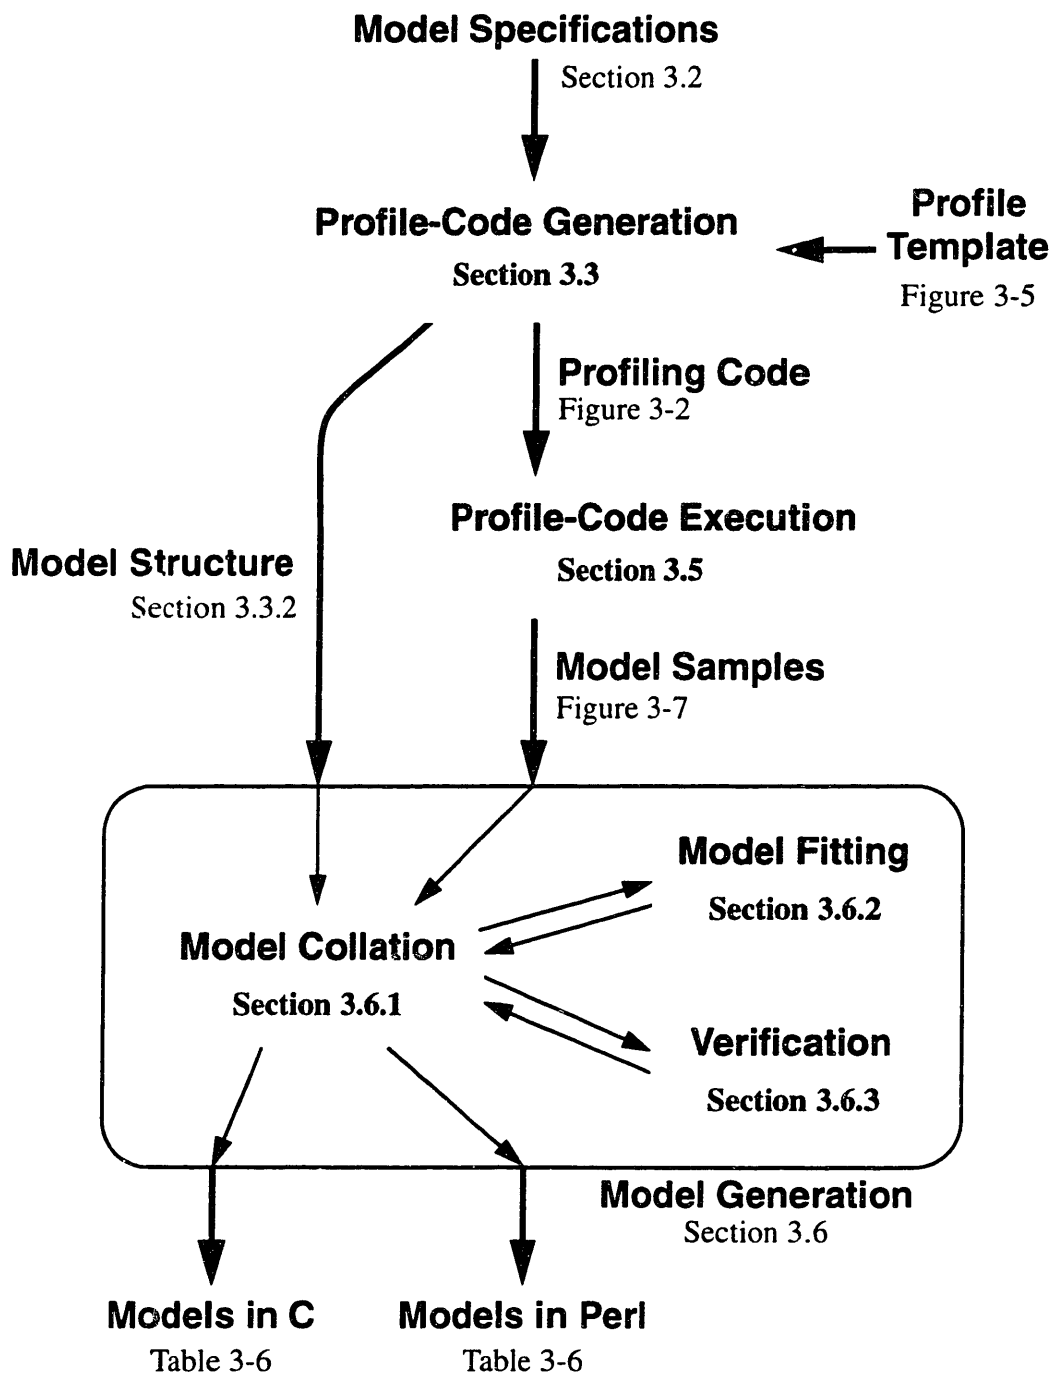 Model Specifications
Section 3.2
Profile-Code Generation
Section 3.3
Profile
Template
Figure 3-5
Profiling Code
Figure 3-2
Profile-Code Execution
Section 3.5
Model Structure
Section 3.3.2
Model Samples
Figure 3-7
Model Fitting
Section 3.6.2
Model Collation
Section 3.6.1
Verification
Section 3.6.3
Model Generation
Section 3.6
Models in C
Table 3-6
Models in Perl
Table 3-6